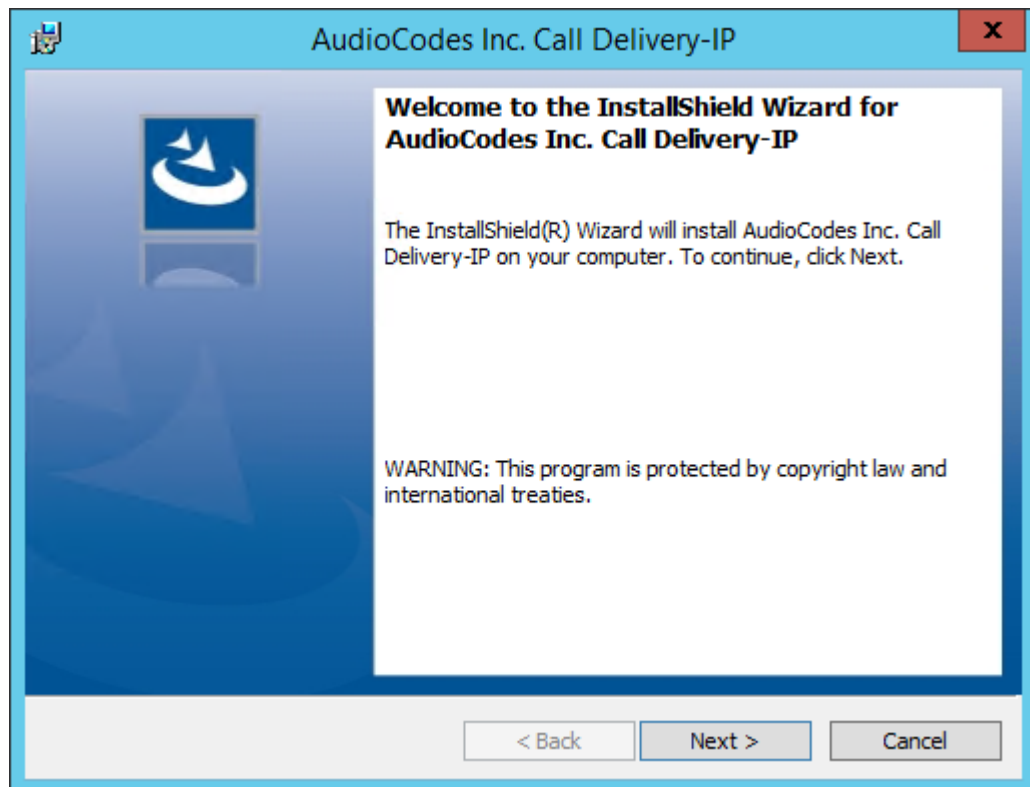 AudioCodes Inc. Call Delivery-IP
x
Welcome to the InstallShield Wizard for
AudioCodes Inc. Call Delivery-IP
The InstallShield(R) Wizard will install AudioCodes Inc. Call
Delivery-IP on your computer. To continue, click Next.
WARNING: This program is protected by copyright law and
international treaties.
< Back
Next >
Cancel